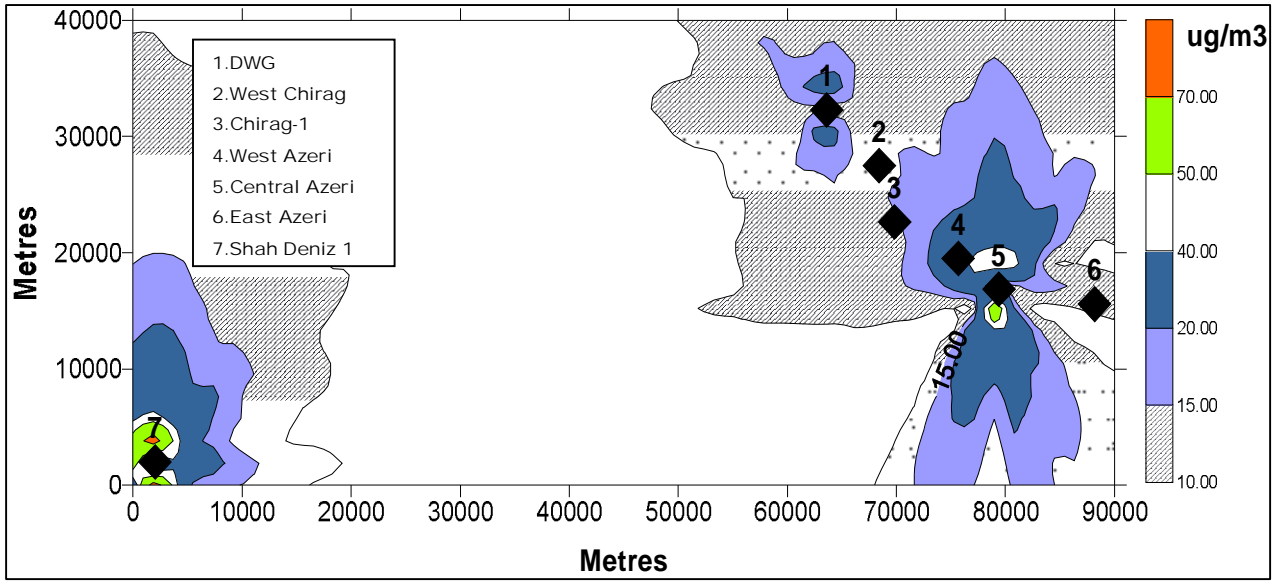 40000
30000
20000
10000
0
Metres
1.DWG
2.West Chirag
3.Chirag-1
4.West Azeri
5.Central Azeri
6.East Azeri
7.Shah Deniz 1
1
2
3
4
5
6
7
15.00
0
10000
20000
30000
40000
50000
60000
70000
80000
90000
Metres
ug/m3
70.00
50.00
40.00
20.00
15.00
10.00